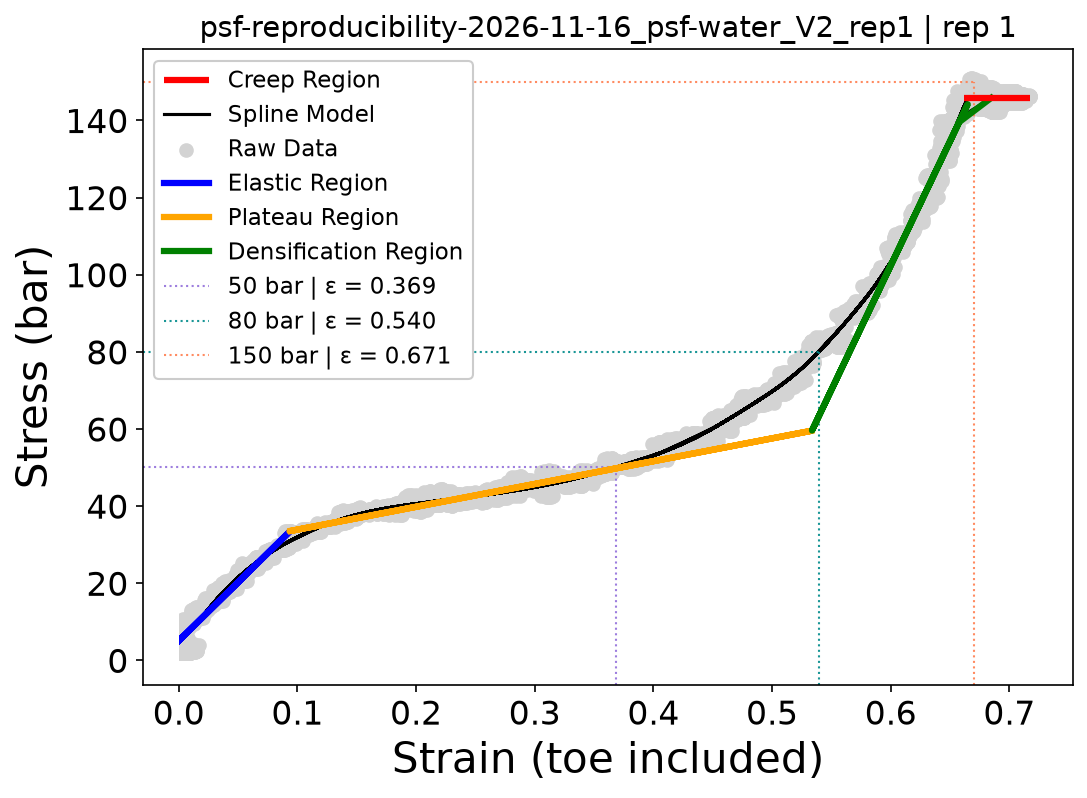 psf-reproducibility-2026-11-16_psf-water_V2_rep1 | rep 1
Creep Region
Spline Model
Raw Data
Elastic Region
Plateau Region
Densification Region
50 bar | ε = 0.369
80 bar | ε = 0.540
150 bar | ε = 0.671
Stress (bar)
140
120
100
80
60
40
20
0
0.0 0.1 0.2 0.3 0.4 0.5 0.6 0.7
Strain (toe included)